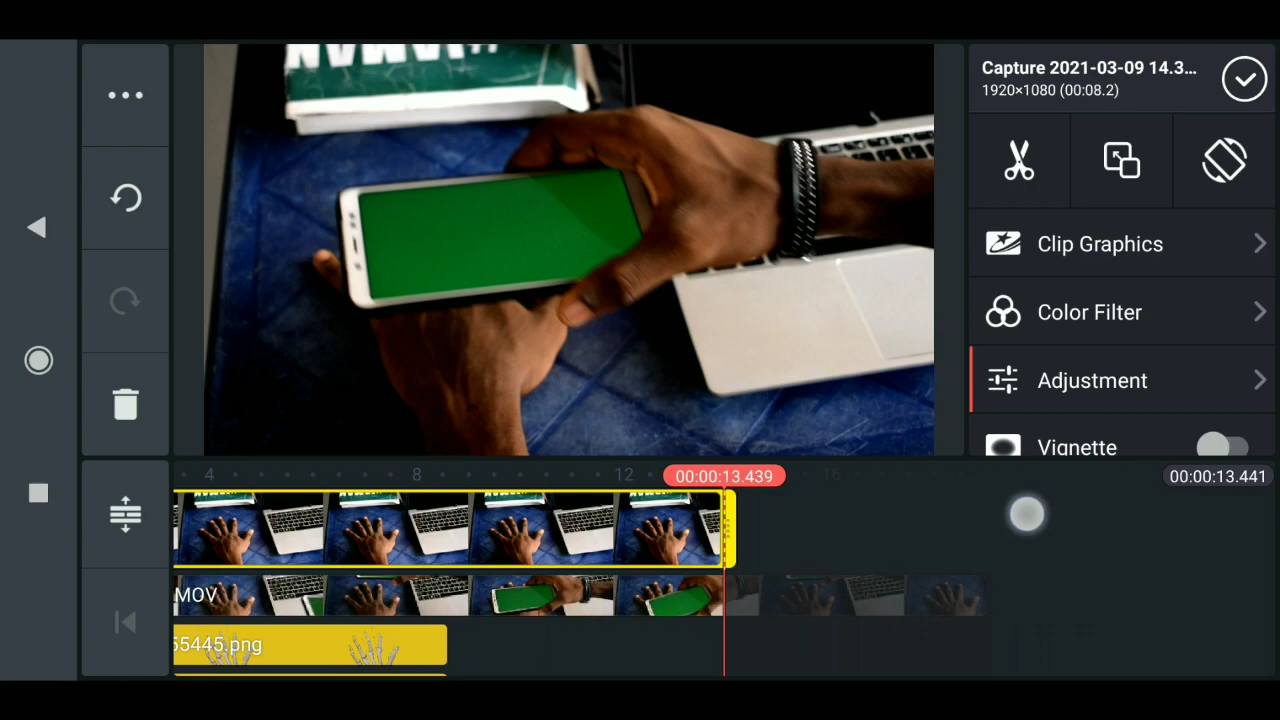 Capture 2021-03-09 14.3...
1920×1080 (00:08.2)
Clip Graphics
Color Filter
Adjustment
Vignette
4
8
12
00:00:13.439
16
00:00:13.441
MOV
55445.png